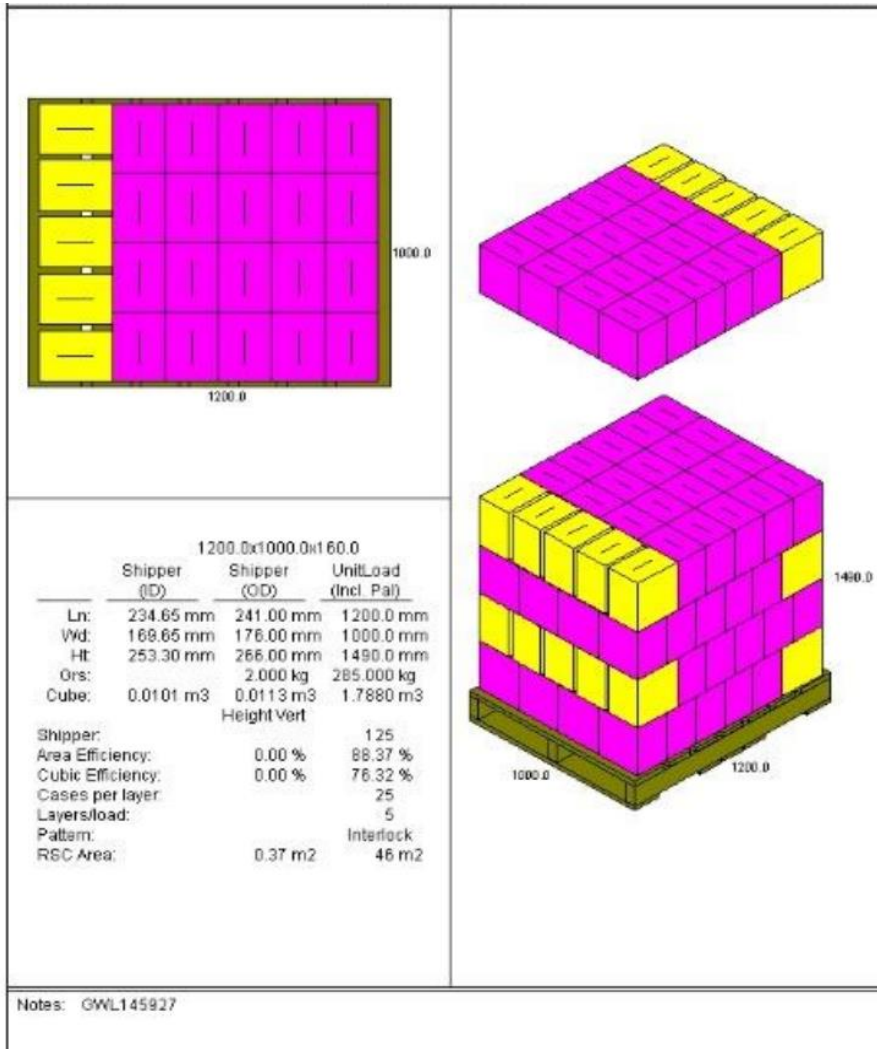 1000.0
1200.0
1490.0
1000.0
1200.0
1200.0x1000.0x160.0
Shipper Shipper UnitLoad
(ID) (OD) (Incl. Pal)
Ln: 234.65 mm 241.00 mm 1200.0 mm
Wd: 169.65 mm 176.00 mm 1000.0 mm
Ht: 253.30 mm 266.00 mm 1490.0 mm
Grs: 2.000 kg 285.000 kg
Cube: 0.0101 m3 0.0113 m3 1.7880 m3
Height Vert
Shipper: 125
Area Efficiency: 0.00 % 88.37 %
Cubic Efficiency: 0.00 % 76.32 %
Cases per layer: 25
Layers/load: 5
Pattern: Interlock
RSC Area: 0.37 m2 46 m2
Notes: GWL145927